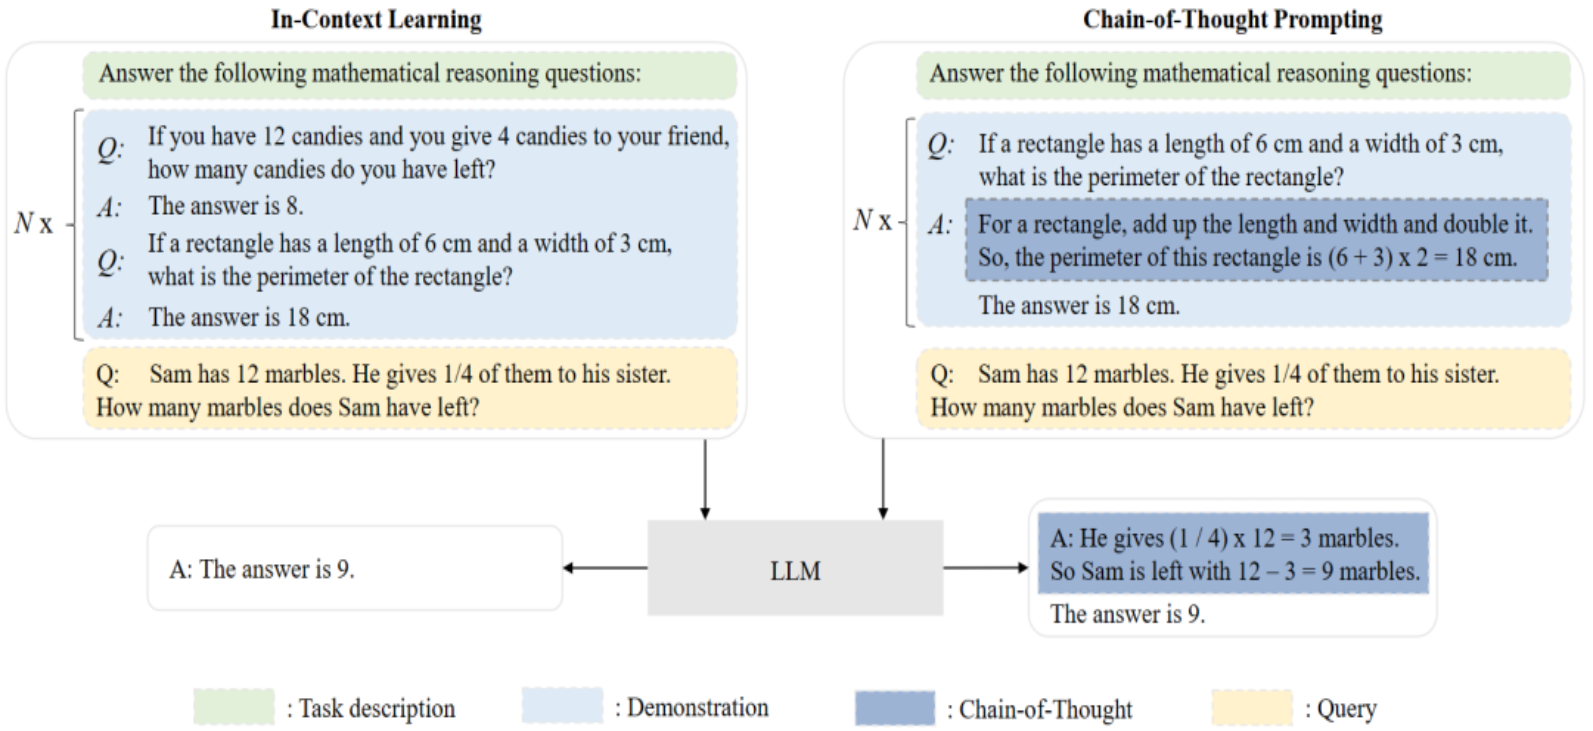 In-Context Learning
Answer the following mathematical reasoning questions:
N x
Q: If you have 12 candies and you give 4 candies to your friend,
how many candies do you have left?
A: The answer is 8.
Q: If a rectangle has a length of 6 cm and a width of 3 cm,
what is the perimeter of the rectangle?
A: The answer is 18 cm.
Q: Sam has 12 marbles. He gives 1/4 of them to his sister.
How many marbles does Sam have left?
Chain-of-Thought Prompting
Answer the following mathematical reasoning questions:
N x
Q: If a rectangle has a length of 6 cm and a width of 3 cm,
what is the perimeter of the rectangle?
A: For a rectangle, add up the length and width and double it.
So, the perimeter of this rectangle is (6 + 3) x 2 = 18 cm.
The answer is 18 cm.
Q: Sam has 12 marbles. He gives 1/4 of them to his sister.
How many marbles does Sam have left?
A: The answer is 9.
LLM
A: He gives (1 / 4) x 12 = 3 marbles.
So Sam is left with 12 – 3 = 9 marbles.
The answer is 9.
: Task description
: Demonstration
: Chain-of-Thought
: Query